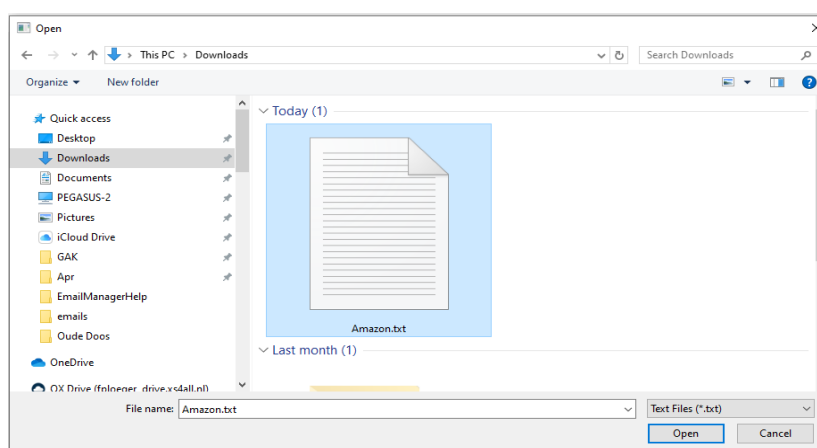 Open
This PC > Downloads
Search Downloads
Organize
New folder
Quick access
Desktop
Downloads
Documents
PEGASUS-2
Pictures
iCloud Drive
GAK
Apr
EmailManagerHelp
emails
Oude Doos
OneDrive
OX Drive (fploeger_drive.xs4all.nl)
Today (1)
Amazon.txt
Last month (1)
File name: Amazon.txt
Text Files (*.txt)
Open
Cancel